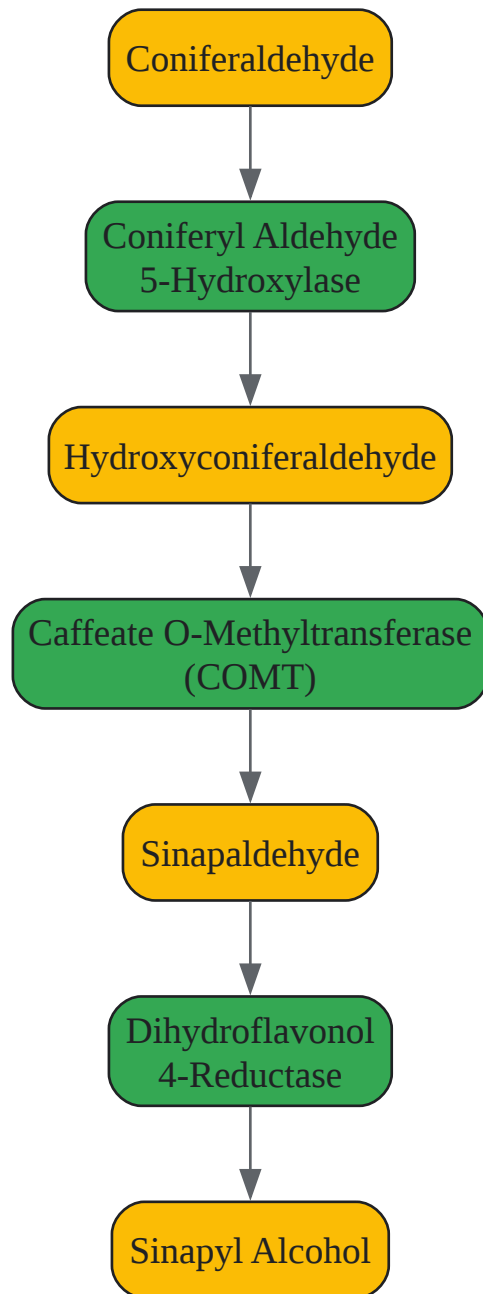 Coniferaldehyde
Coniferyl Aldehyde
5-Hydroxylase
Hydroxyconiferaldehyde
Caffeate O-Methyltransferase
(COMT)
Sinapaldehyde
Dihydroflavonol
4-Reductase
Sinapyl Alcohol